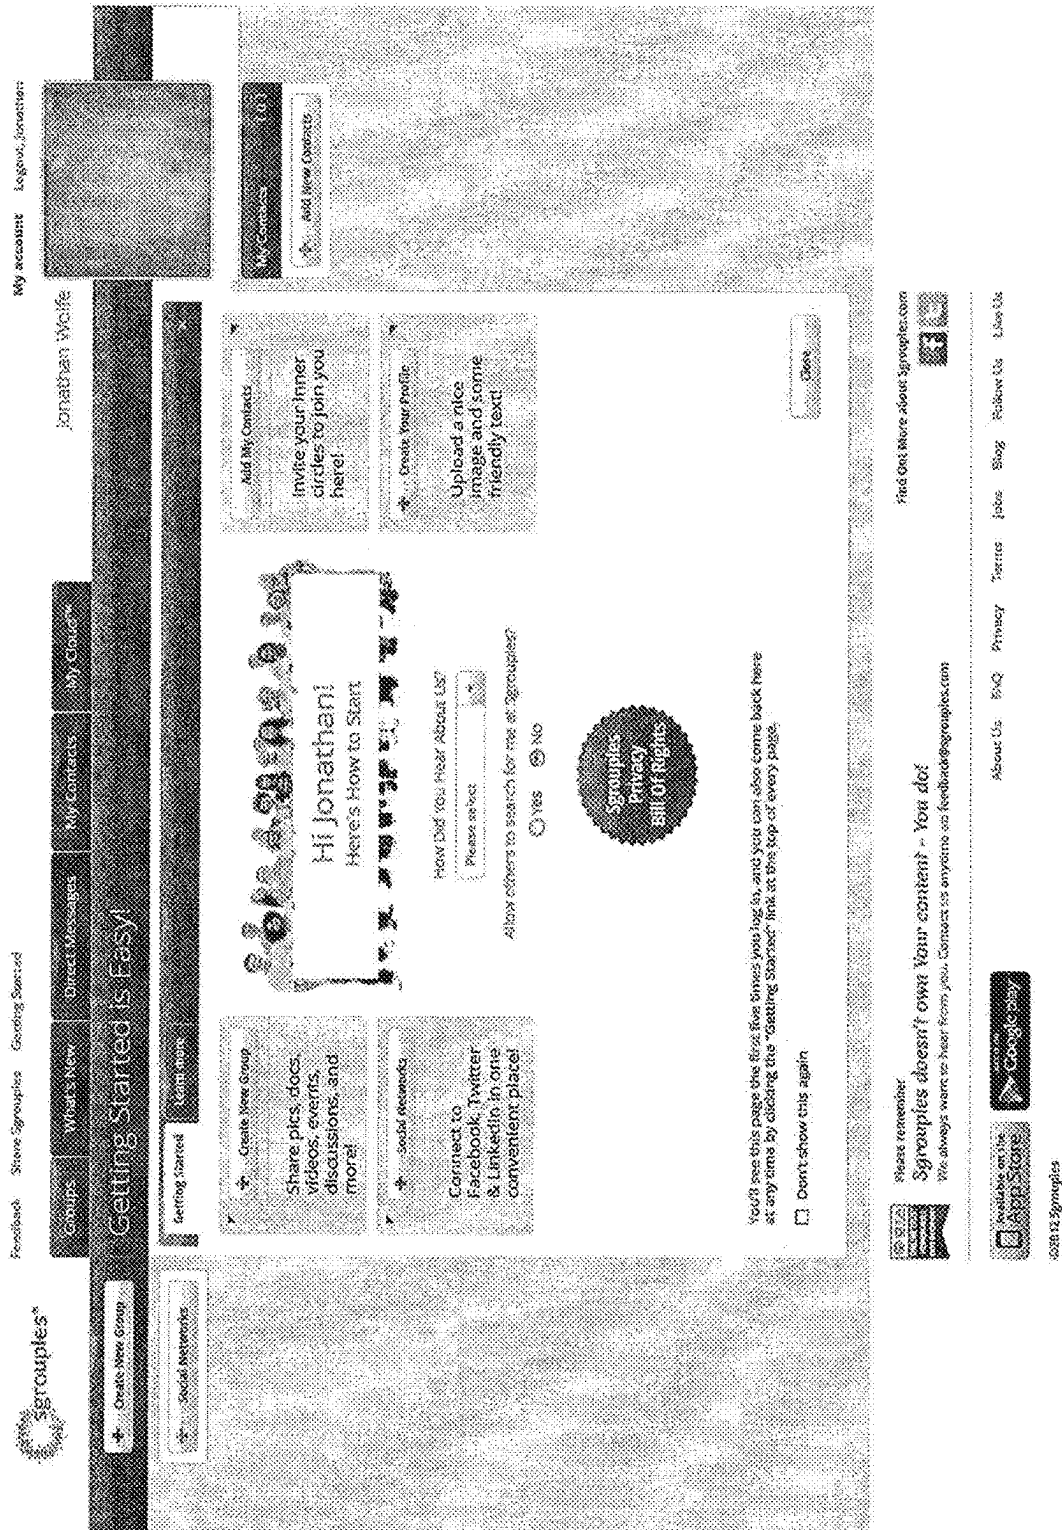 sgrouples™
Feedback Share Sgrouples Getting Started
My account Logout, Jonathan
Groups What's New Direct Messages My Contacts My Cloud™
Jonathan Wolfe
+ Create New Group
Getting Started is Easy!
+ Social Networks
Getting Started
Learn More
My Contacts
+ Add New Contacts
+ Create New Group
Share pics, docs,
videos, events,
discussions, and
more!
+ Social Networks
Connect to
Facebook, Twitter
& LinkedIn in one
convenient place!
Hi Jonathan!
Here's How to Start
How Did You Hear About Us?
Please select
Allow others to search for me at Sgrouples?
Yes No
Sgrouples
Privacy
Bill Of Rights
Add My Contacts
Invite your inner
circles to join you
here!
+ Create Your Profile
Upload a nice
image and some
friendly text!
You'll see this page the first five times you log in, and you can also come back here
at any time by clicking the "Getting Started" link at the top of every page.
Don't show this again
Close
Please remember
Sgrouples doesn't own Your content - You do!
We always want to hear from you. Contact us anytime on feedback@sgrouples.com
Find Out More about Sgrouples.com
Available on the
App Store
Google play
About Us FAQ Privacy Terms Jobs Blog Follow Us Like Us
©2012 Sgrouples